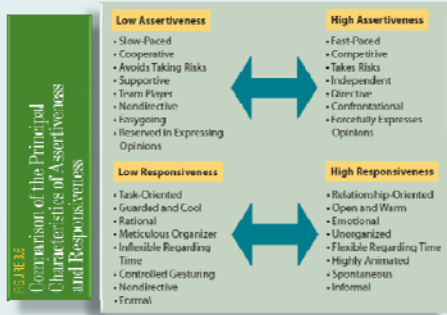 FIGURE 3.5
Comparison of the Principal
Characteristics of Assertiveness
and Responsiveness
Low Assertiveness
• Slow-Paced
• Cooperative
• Avoids Taking Risks
• Supportive
• Team Player
• Nondirective
• Easygoing
• Reserved in Expressing
Opinions
High Assertiveness
• Fast-Paced
• Competitive
• Takes Risks
• Independent
• Directive
• Confrontational
• Forcefully Expresses
Opinions
Low Responsiveness
• Task-Oriented
• Guarded and Cool
• Rational
• Meticulous Organizer
• Inflexible Regarding
Time
• Controlled Gesturing
• Nondirective
• Formal
High Responsiveness
• Relationship-Oriented
• Open and Warm
• Emotional
• Unorganized
• Flexible Regarding Time
• Highly Animated
• Spontaneous
• Informal